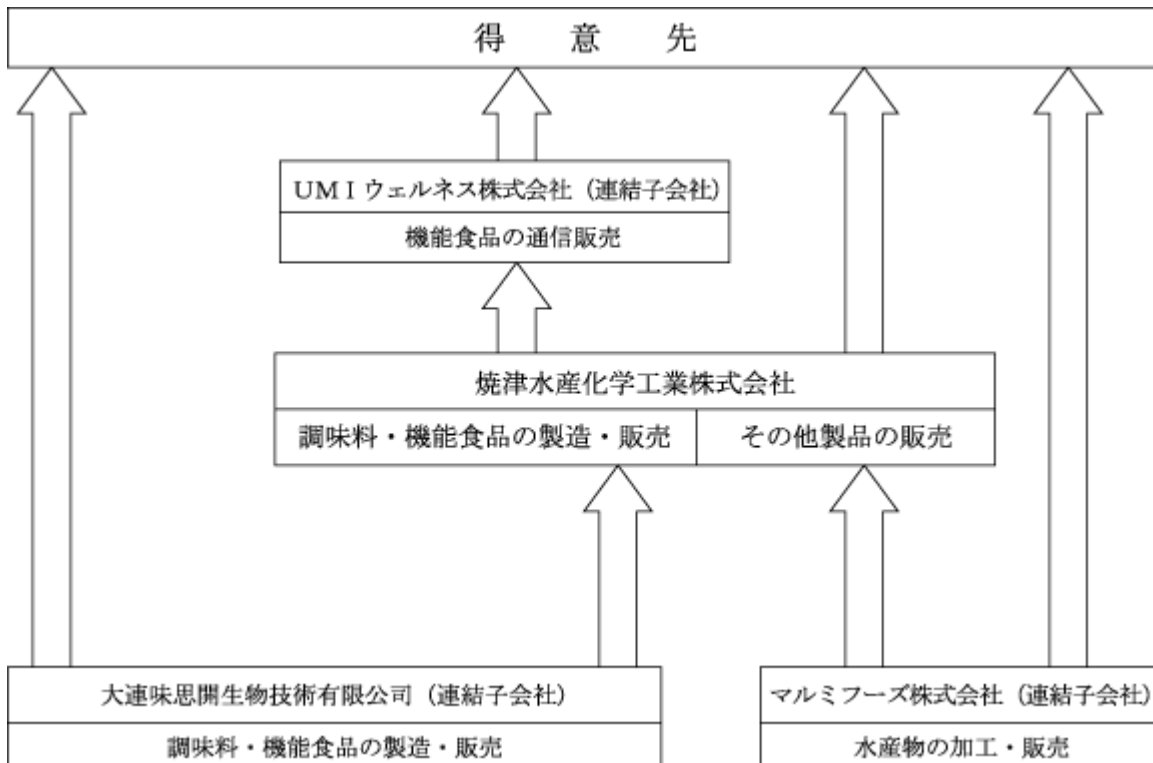 得意先
UMIウェルネス株式会社（連結子会社）
機能食品の通信販売
焼津水産化学工業株式会社
調味料・機能食品の製造・販売
その他製品の販売
大連味思開生物技術有限公司（連結子会社）
調味料・機能食品の製造・販売
マルミフーズ株式会社（連結子会社）
水産物の加工・販売